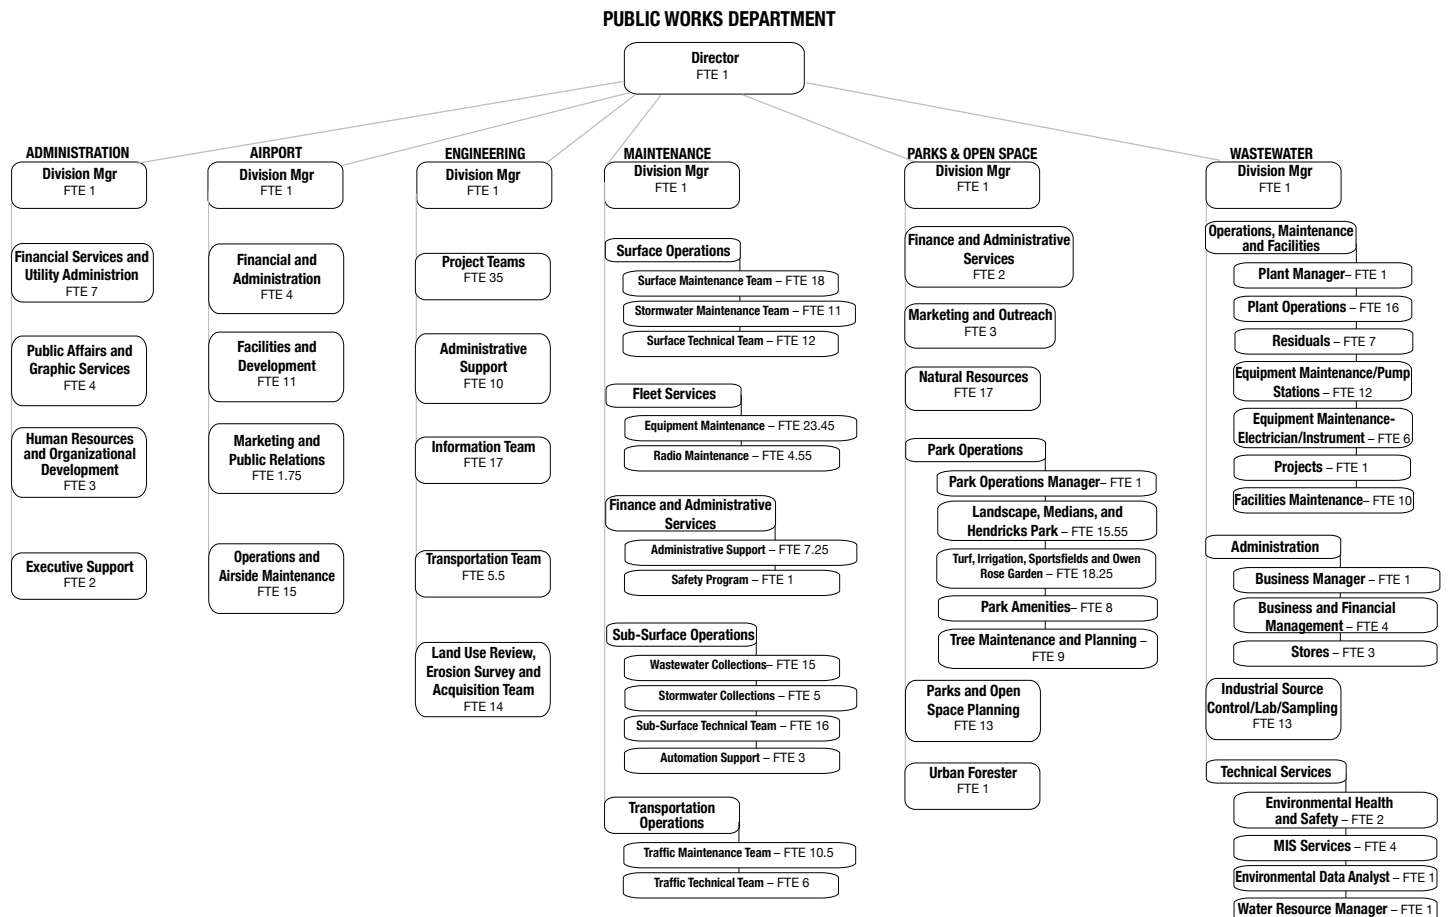 PUBLIC WORKS DEPARTMENT
Director
FTE 1
ADMINISTRATION
Division Mgr
FTE 1
Financial Services and
Utility Administrion
FTE 7
Public Affairs and
Graphic Services
FTE 4
Human Resources
and Organizational
Development
FTE 3
Executive Support
FTE 2
AIRPORT
Division Mgr
FTE 1
Financial and
Administration
FTE 4
Facilities and
Development
FTE 11
Marketing and
Public Relations
FTE 1.75
Operations and
Airside Maintenance
FTE 15
ENGINEERING
Division Mgr
FTE 1
Project Teams
FTE 35
Administrative
Support
FTE 10
Information Team
FTE 17
Transportation Team
FTE 5.5
Land Use Review,
Erosion Survey and
Acquisition Team
FTE 14
MAINTENANCE
Division Mgr
FTE 1
Surface Operations
Surface Maintenance Team – FTE 18
Stormwater Maintenance Team – FTE 11
Surface Technical Team – FTE 12
Fleet Services
Equipment Maintenance – FTE 23.45
Radio Maintenance – FTE 4.55
Finance and Administrative
Services
Administrative Support – FTE 7.25
Safety Program – FTE 1
Sub-Surface Operations
Wastewater Collections– FTE 15
Stormwater Collections – FTE 5
Sub-Surface Technical Team – FTE 16
Automation Support – FTE 3
Transportation
Operations
Traffic Maintenance Team – FTE 10.5
Traffic Technical Team – FTE 6
PARKS & OPEN SPACE
Division Mgr
FTE 1
Finance and Administrative
Services
FTE 2
Marketing and Outreach
FTE 3
Natural Resources
FTE 17
Park Operations
Park Operations Manager– FTE 1
Landscape, Medians, and
Hendricks Park – FTE 15.55
Turf, Irrigation, Sportsfields and Owen
Rose Garden – FTE 18.25
Park Amenities– FTE 8
Tree Maintenance and Planning –
FTE 9
Parks and Open
Space Planning
FTE 13
Urban Forester
FTE 1
WASTEWATER
Division Mgr
FTE 1
Operations, Maintenance
and Facilities
Plant Manager– FTE 1
Plant Operations – FTE 16
Residuals – FTE 7
Equipment Maintenance/Pump
Stations – FTE 12
Equipment Maintenance-
Electrician/Instrument – FTE 6
Projects – FTE 1
Facilities Maintenance– FTE 10
Administration
Business Manager – FTE 1
Business and Financial
Management – FTE 4
Stores – FTE 3
Industrial Source
Control/Lab/Sampling
FTE 13
Technical Services
Environmental Health
and Safety – FTE 2
MIS Services – FTE 4
Environmental Data Analyst – FTE 1
Water Resource Manager – FTE 1